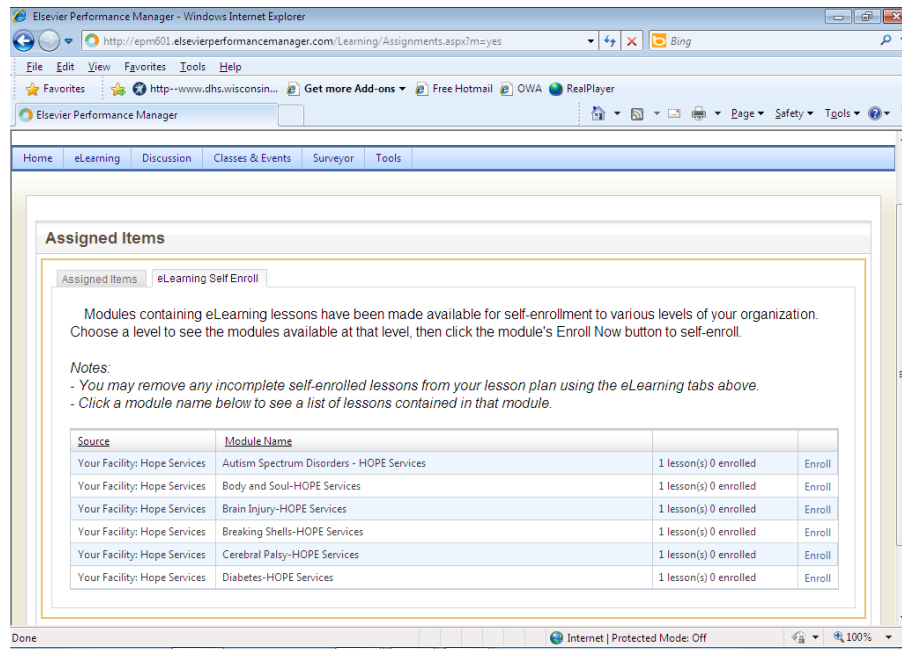 Elsevier Performance Manager - Windows Internet Explorer
http://epm601.elsevierperformancemanager.com/Learning/Assignments.aspx?m=yes Bing
File Edit View Favorites Tools Help
Favorites http--www.dhs.wisconsin... Get more Add-ons Free Hotmail OWA RealPlayer
Elsevier Performance Manager Page Safety Tools
Home eLearning Discussion Classes & Events Surveyor Tools
Assigned Items
Assigned Items eLearning Self Enroll
Modules containing eLearning lessons have been made available for self-enrollment to various levels of your organization.
Choose a level to see the modules available at that level, then click the module's Enroll Now button to self-enroll.
Notes:
- You may remove any incomplete self-enrolled lessons from your lesson plan using the eLearning tabs above.
- Click a module name below to see a list of lessons contained in that module.
Source Module Name
Your Facility: Hope Services Autism Spectrum Disorders - HOPE Services 1 lesson(s) 0 enrolled Enroll
Your Facility: Hope Services Body and Soul-HOPE Services 1 lesson(s) 0 enrolled Enroll
Your Facility: Hope Services Brain Injury-HOPE Services 1 lesson(s) 0 enrolled Enroll
Your Facility: Hope Services Breaking Shells-HOPE Services 1 lesson(s) 0 enrolled Enroll
Your Facility: Hope Services Cerebral Palsy-HOPE Services 1 lesson(s) 0 enrolled Enroll
Your Facility: Hope Services Diabetes-HOPE Services 1 lesson(s) 0 enrolled Enroll
Done Internet | Protected Mode: Off 100%